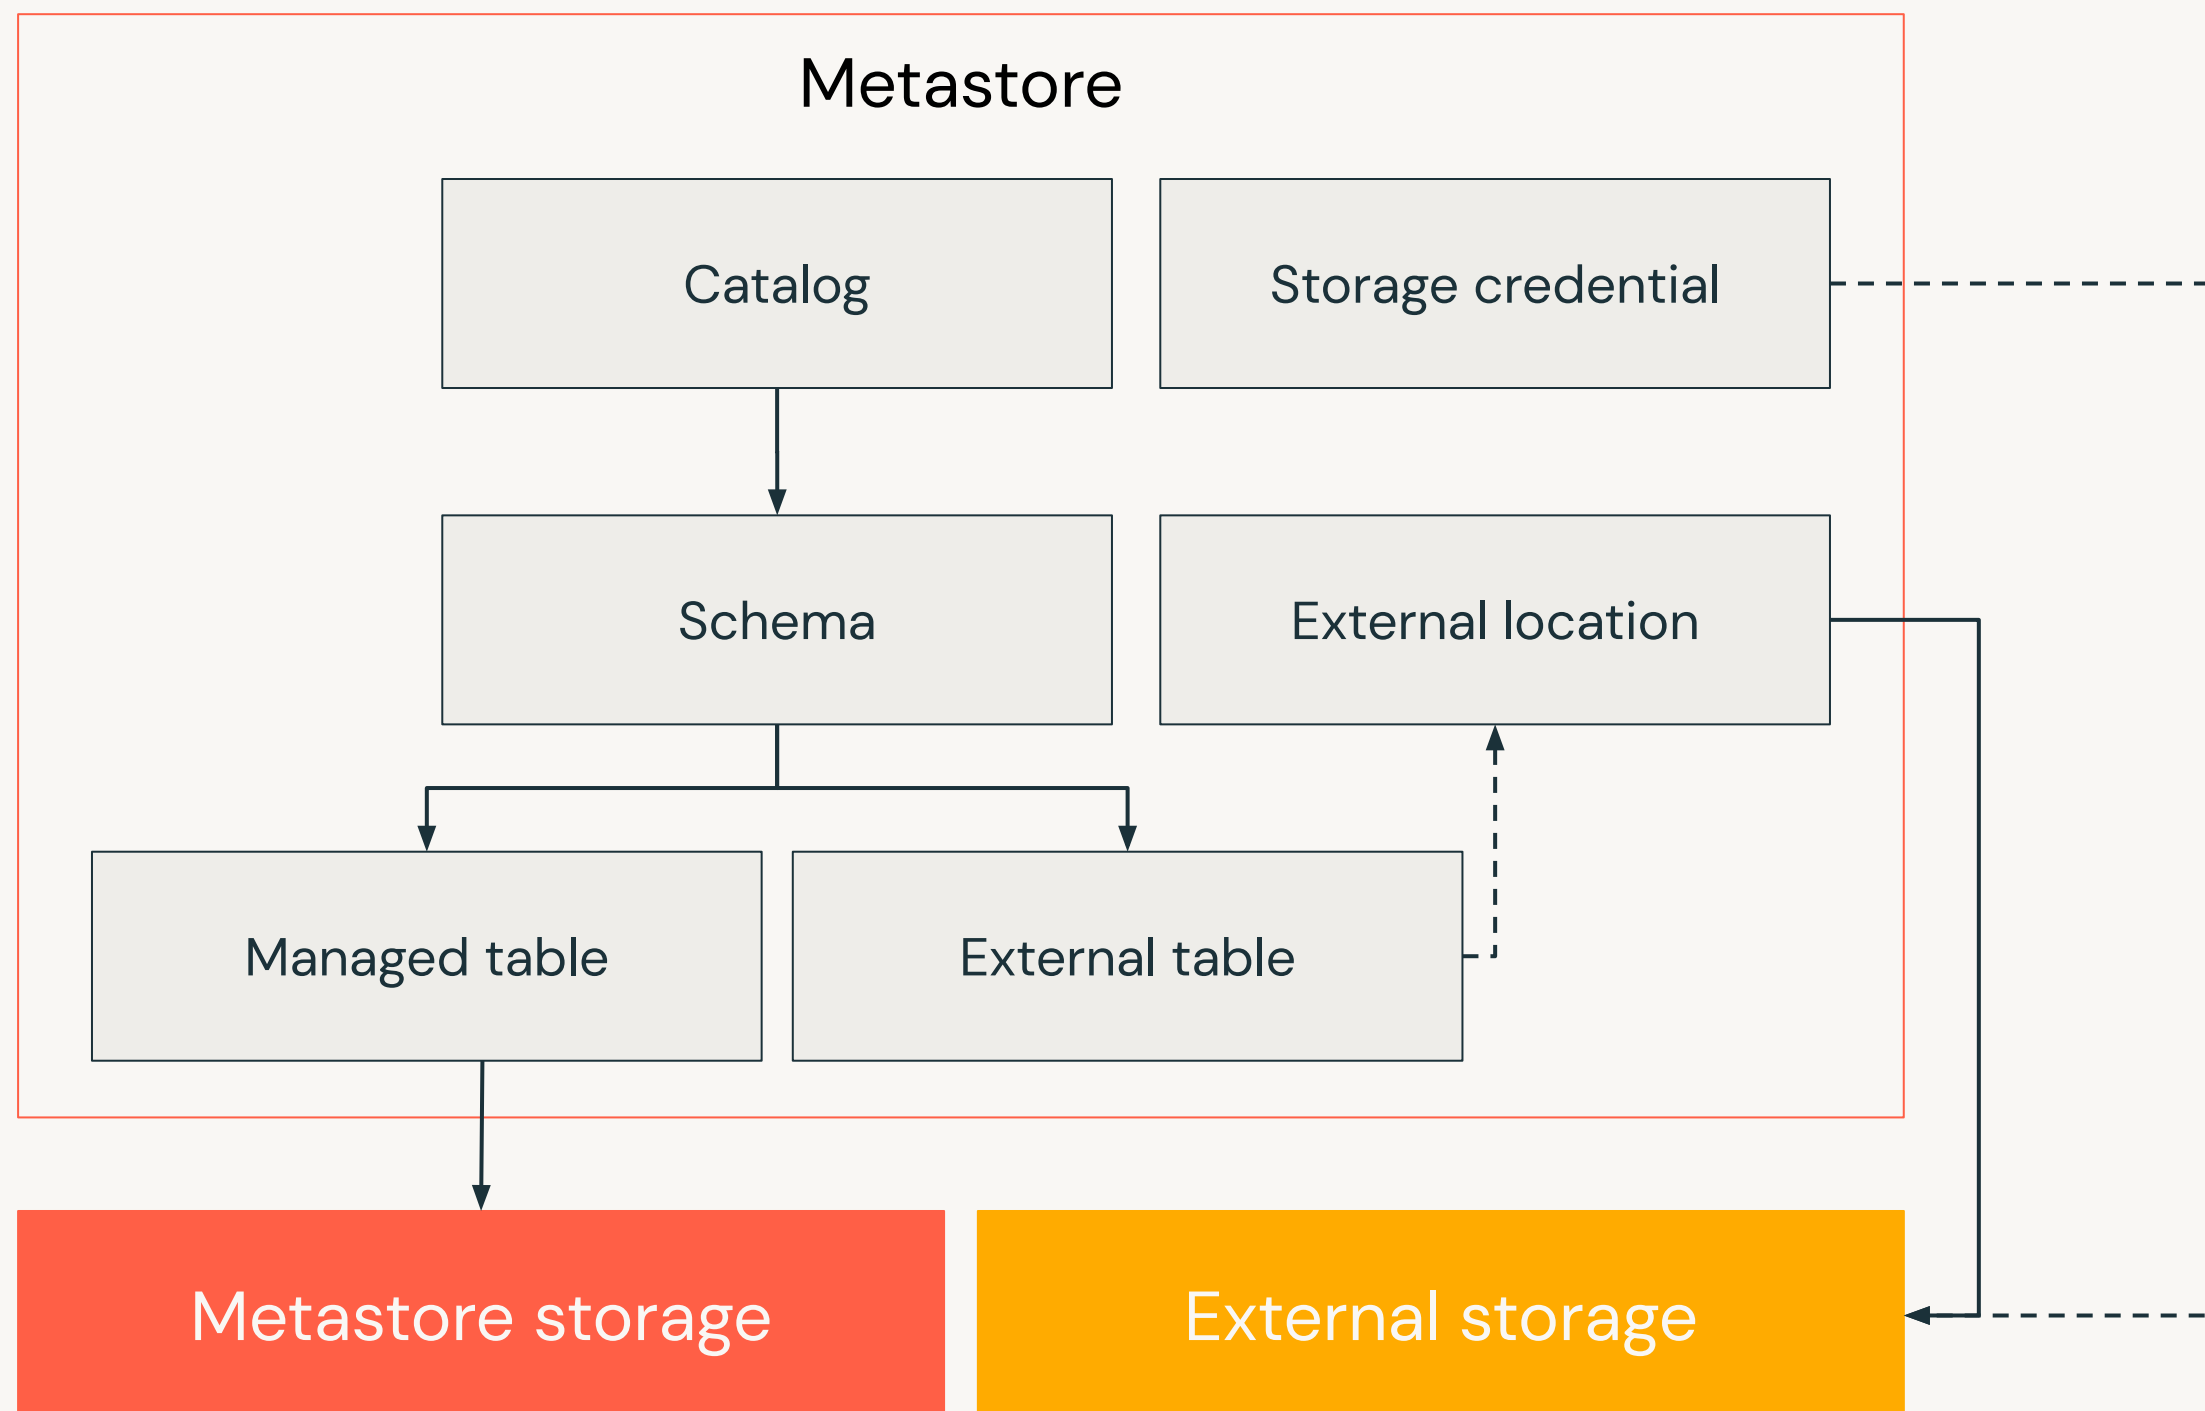 Metastore
Catalog
Storage credential
Schema
External location
Managed table
External table
Metastore storage
External storage